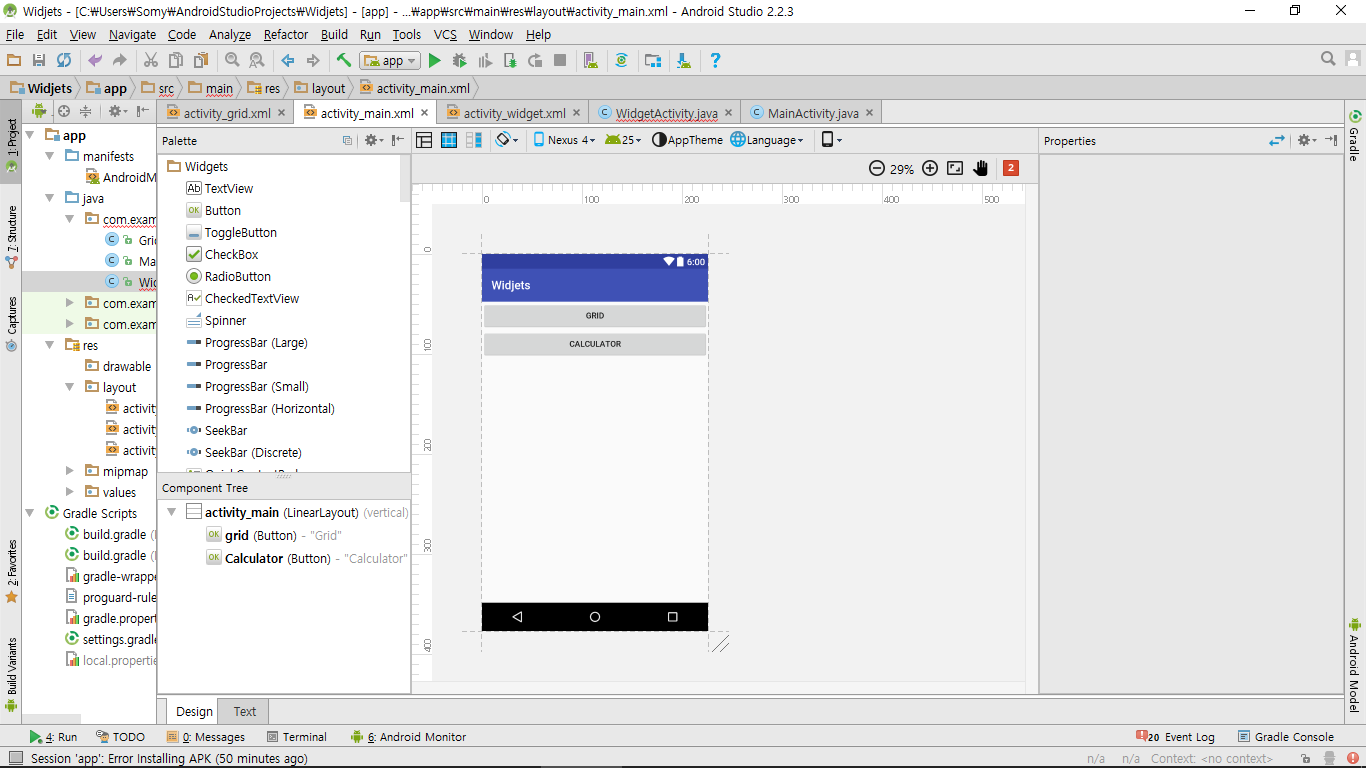 Widjets - [C:\Users\Somy\AndroidStudioProjects\Widjets] - [app] - ...\app\src\main\res\layout\activity_main.xml - Android Studio 2.2.3
File Edit View Navigate Code Analyze Refactor Build Run Tools VCS Window Help
app
Widjets app src main res layout activity_main.xml
activity_grid.xml activity_main.xml activity_widget.xml WidgetActivity.java MainActivity.java
1: Project
7: Structure
Captures
2: Favorites
Build Variants
app
manifests
AndroidM
java
com.exam
Grid
Ma
Wid
com.exam
com.exam
res
drawable
layout
activity
activity
activity
mipmap
values
Gradle Scripts
build.gradle
build.gradle
gradle-wrappe
proguard-rule
gradle.propert
settings.gradle
local.propertie
Palette
Widgets
Ab TextView
OK Button
ToggleButton
CheckBox
RadioButton
CheckedTextView
Spinner
ProgressBar (Large)
ProgressBar
ProgressBar (Small)
ProgressBar (Horizontal)
SeekBar
SeekBar (Discrete)
Component Tree
activity_main (LinearLayout) (vertical)
OK grid (Button) - "Grid"
OK Calculator (Button) - "Calculator"
Nexus 4 25 AppTheme Language
29% 2
0 100 200 300 400 500
0
100
200
300
400
6:00
Widjets
GRID
CALCULATOR
Properties
Gradle
Android Model
Design Text
4: Run TODO 0: Messages Terminal 6: Android Monitor 20 Event Log Gradle Console
Session 'app': Error Installing APK (50 minutes ago) n/a n/a Context: <no context>